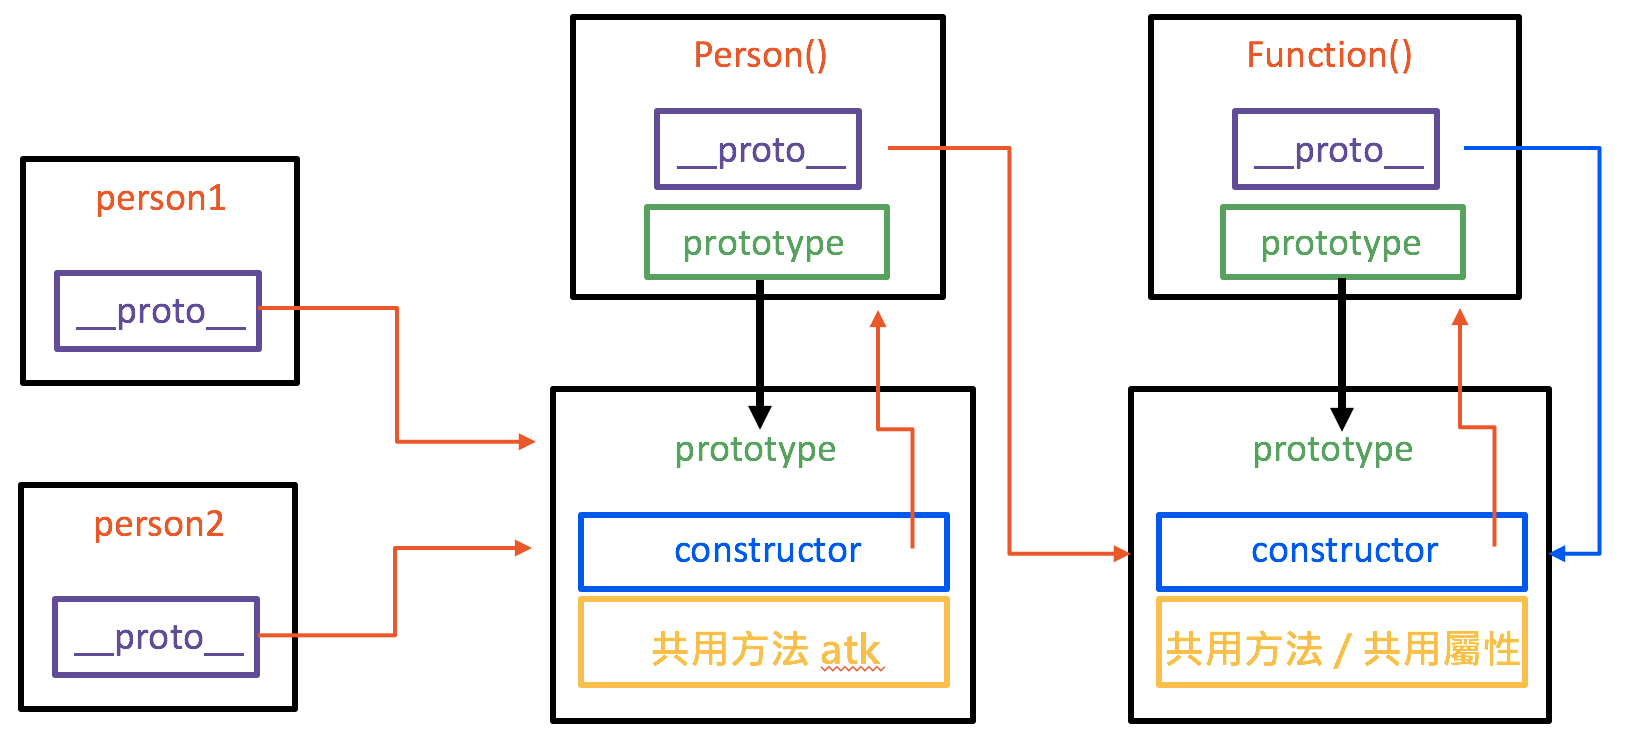 person1
__proto__
person2
__proto__
Person()
__proto__
prototype
prototype
constructor
共用方法 atk
Function()
__proto__
prototype
prototype
constructor
共用方法 / 共用屬性